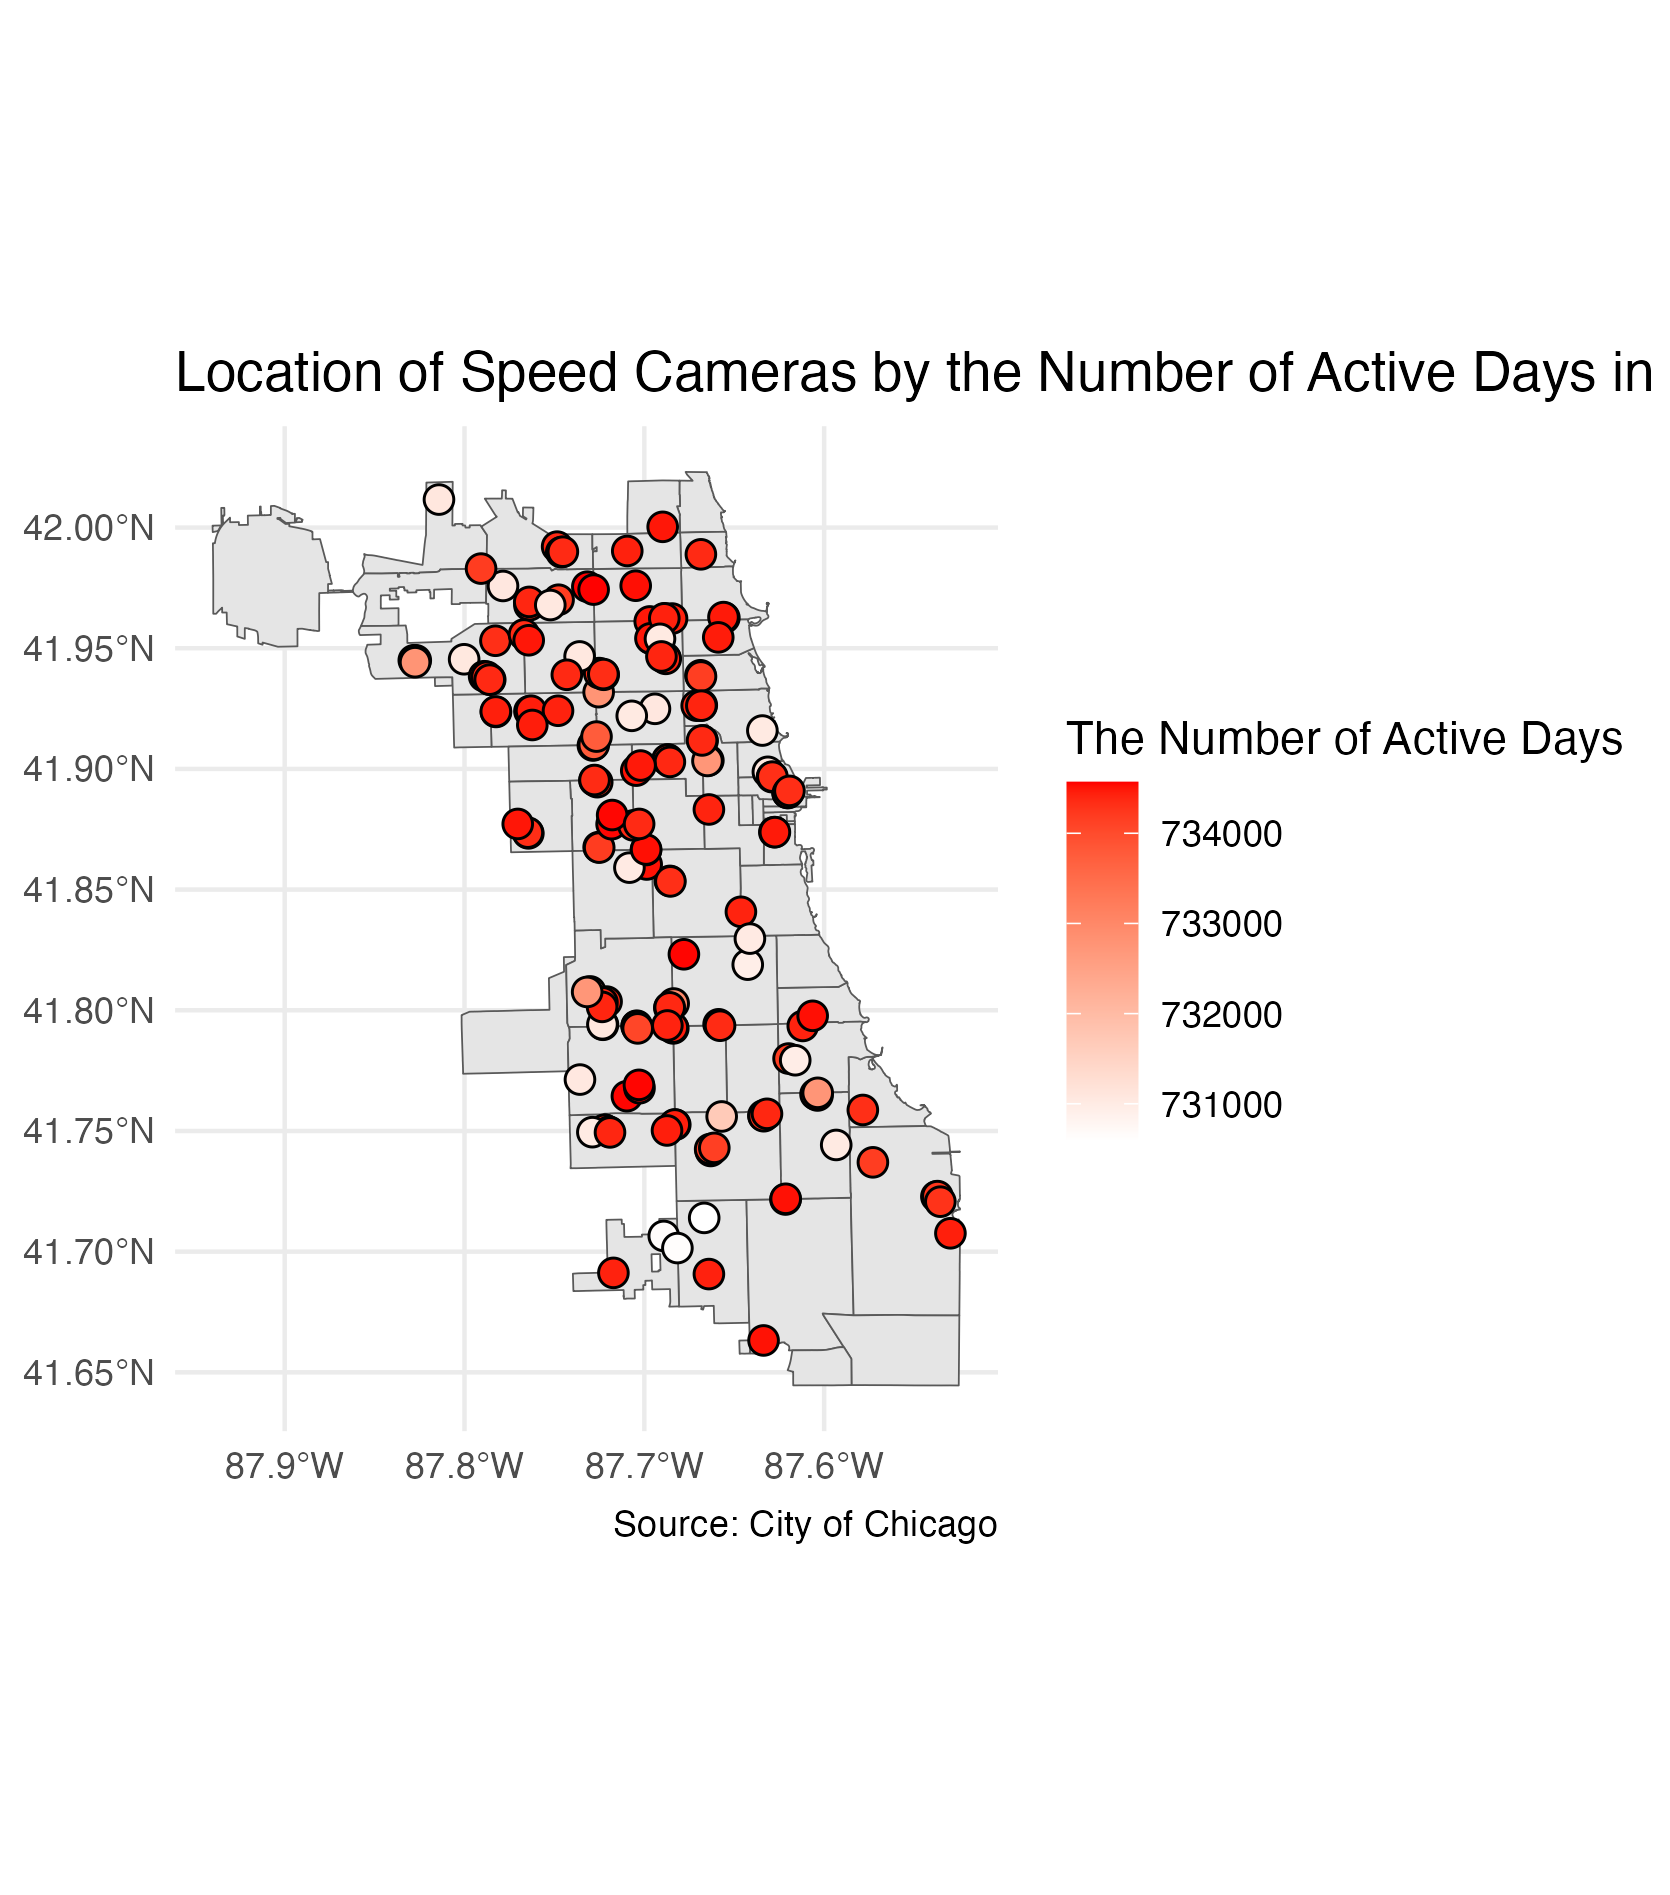 Location of Speed Cameras by the Number of Active Days in
42.00°N
41.95°N
41.90°N
41.85°N
41.80°N
41.75°N
41.70°N
41.65°N
87.9°W 87.8°W 87.7°W 87.6°W
Source: City of Chicago
The Number of Active Days
734000
733000
732000
731000